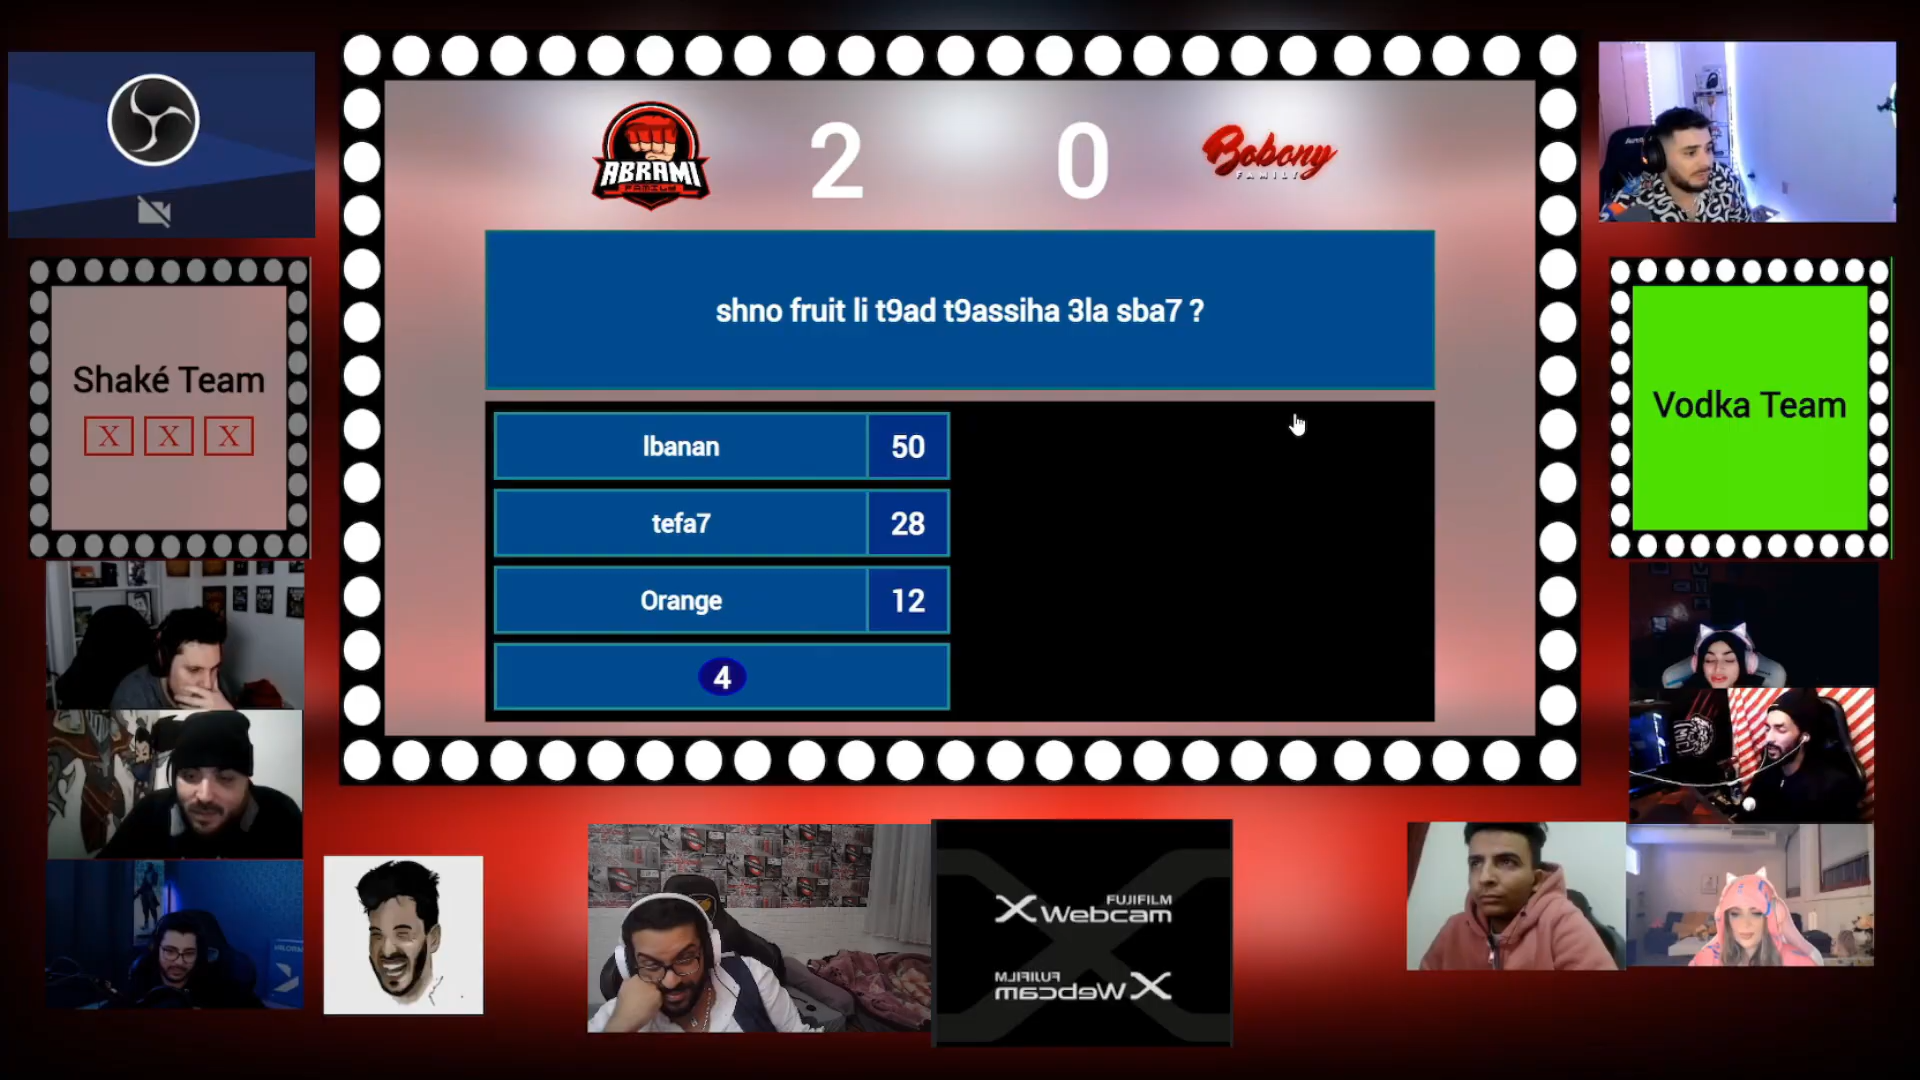 ABRAMI
FAMILY
2
0
Bobony
FAMILY
shno fruit li t9ad t9assiha 3la sba7 ?
lbanan
50
tefa7
28
Orange
12
4
Shaké Team
X X X
Vodka Team
FUJIFILM
X Webcam
FUJIFILM
X Webcam